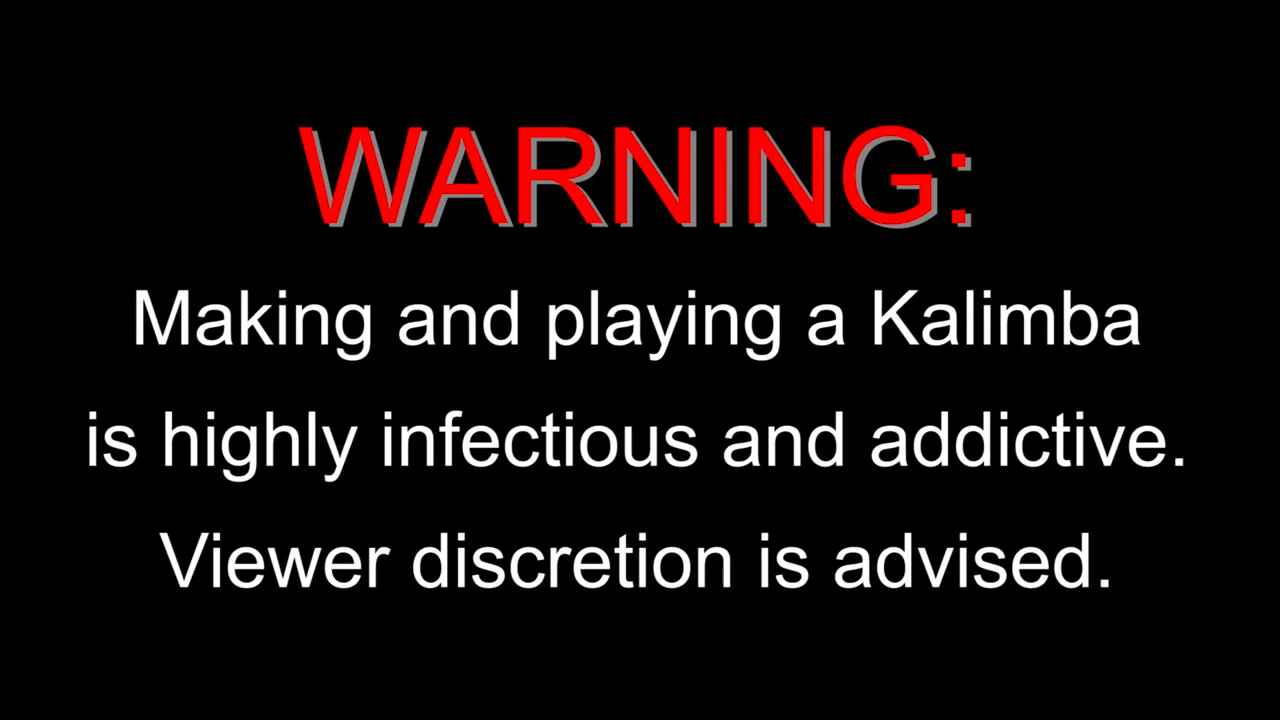 WARNING:
Making and playing a Kalimba
is highly infectious and addictive.
Viewer discretion is advised.